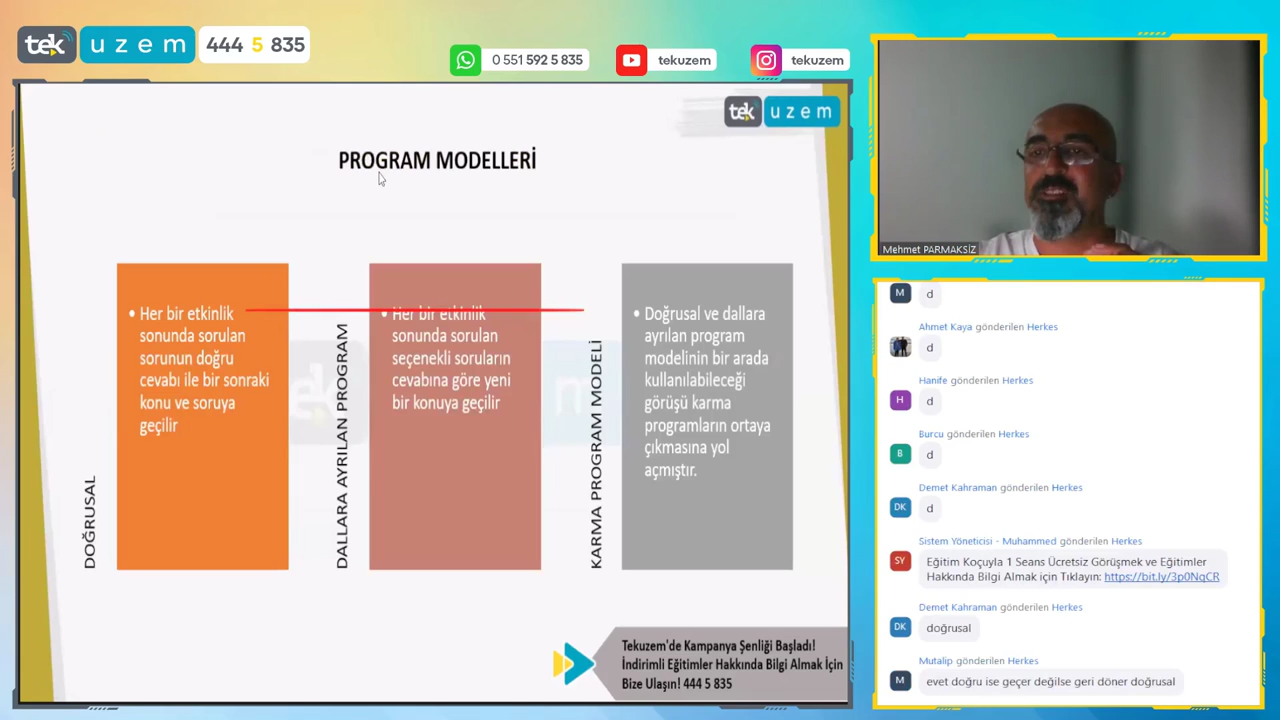 tek uzem 444 5 835
0 551 592 5 835
tekuzem
tekuzem
tek uzem
PROGRAM MODELLERİ
DOĞRUSAL
• Her bir etkinlik
sonunda sorulan
sorunun doğru
cevabı ile bir sonraki
konu ve soruya
geçilir
DALLARA AYRILAN PROGRAM
• Her bir etkinlik
sonunda sorulan
seçenekli soruların
cevabına göre yeni
bir konuya geçilir
KARMA PROGRAM MODELİ
• Doğrusal ve dallara
ayrılan program
modelinin bir arada
kullanılabileceği
görüşü karma
programların ortaya
çıkmasına yol
açmıştır.
Tekuzem'de Kampanya Şenliği Başladı!
İndirimli Eğitimler Hakkında Bilgi Almak İçin
Bize Ulaşın! 444 5 835
Mehmet PARMAKSİZ
M d
Ahmet Kaya gönderilen Herkes
d
Hanife gönderilen Herkes
H d
Burcu gönderilen Herkes
B d
Demet Kahraman gönderilen Herkes
DK d
Sistem Yöneticisi - Muhammed gönderilen Herkes
SY Eğitim Koçuyla 1 Seans Ücretsiz Görüşmek ve Eğitimler
Hakkında Bilgi Almak için Tıklayın: https://bit.ly/3p0NqCR
Demet Kahraman gönderilen Herkes
DK doğrusal
Mutalip gönderilen Herkes
M evet doğru ise geçer değilse geri döner doğrusal